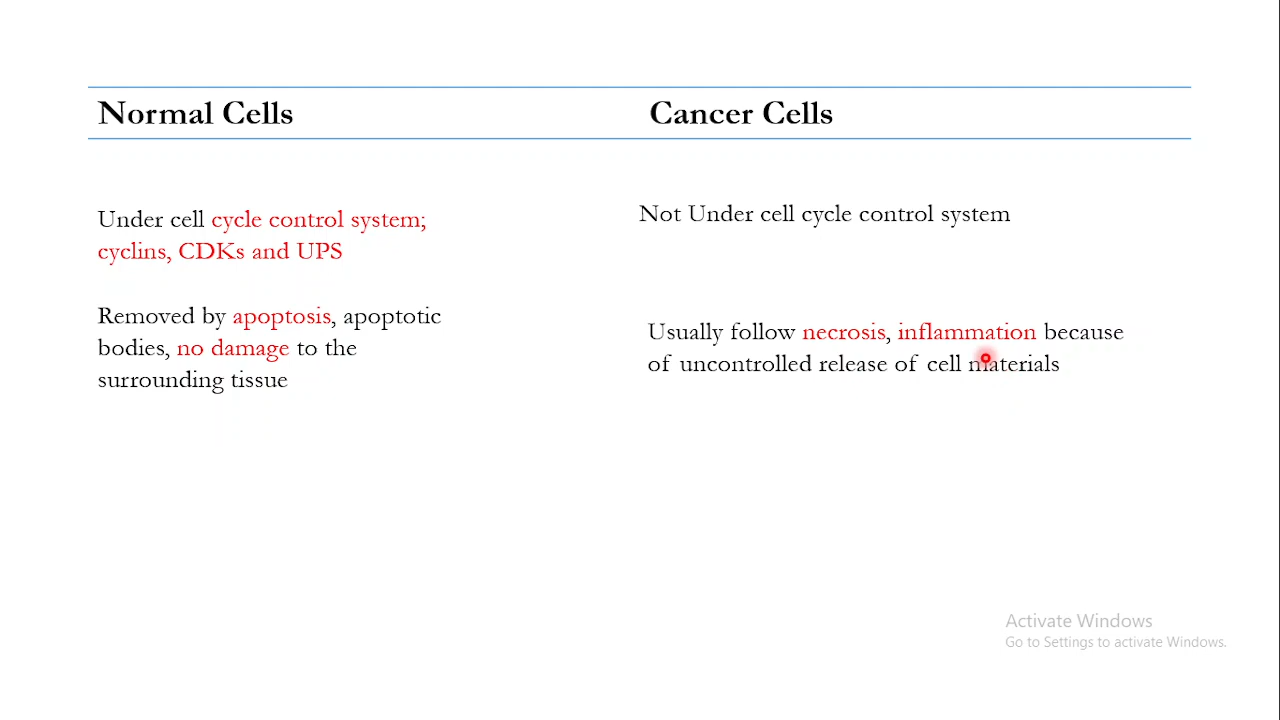 Normal Cells
Cancer Cells
Under cell cycle control system;
cyclins, CDKs and UPS
Not Under cell cycle control system
Removed by apoptosis, apoptotic
bodies, no damage to the
surrounding tissue
Usually follow necrosis, inflammation because
of uncontrolled release of cell materials
Activate Windows
Go to Settings to activate Windows.